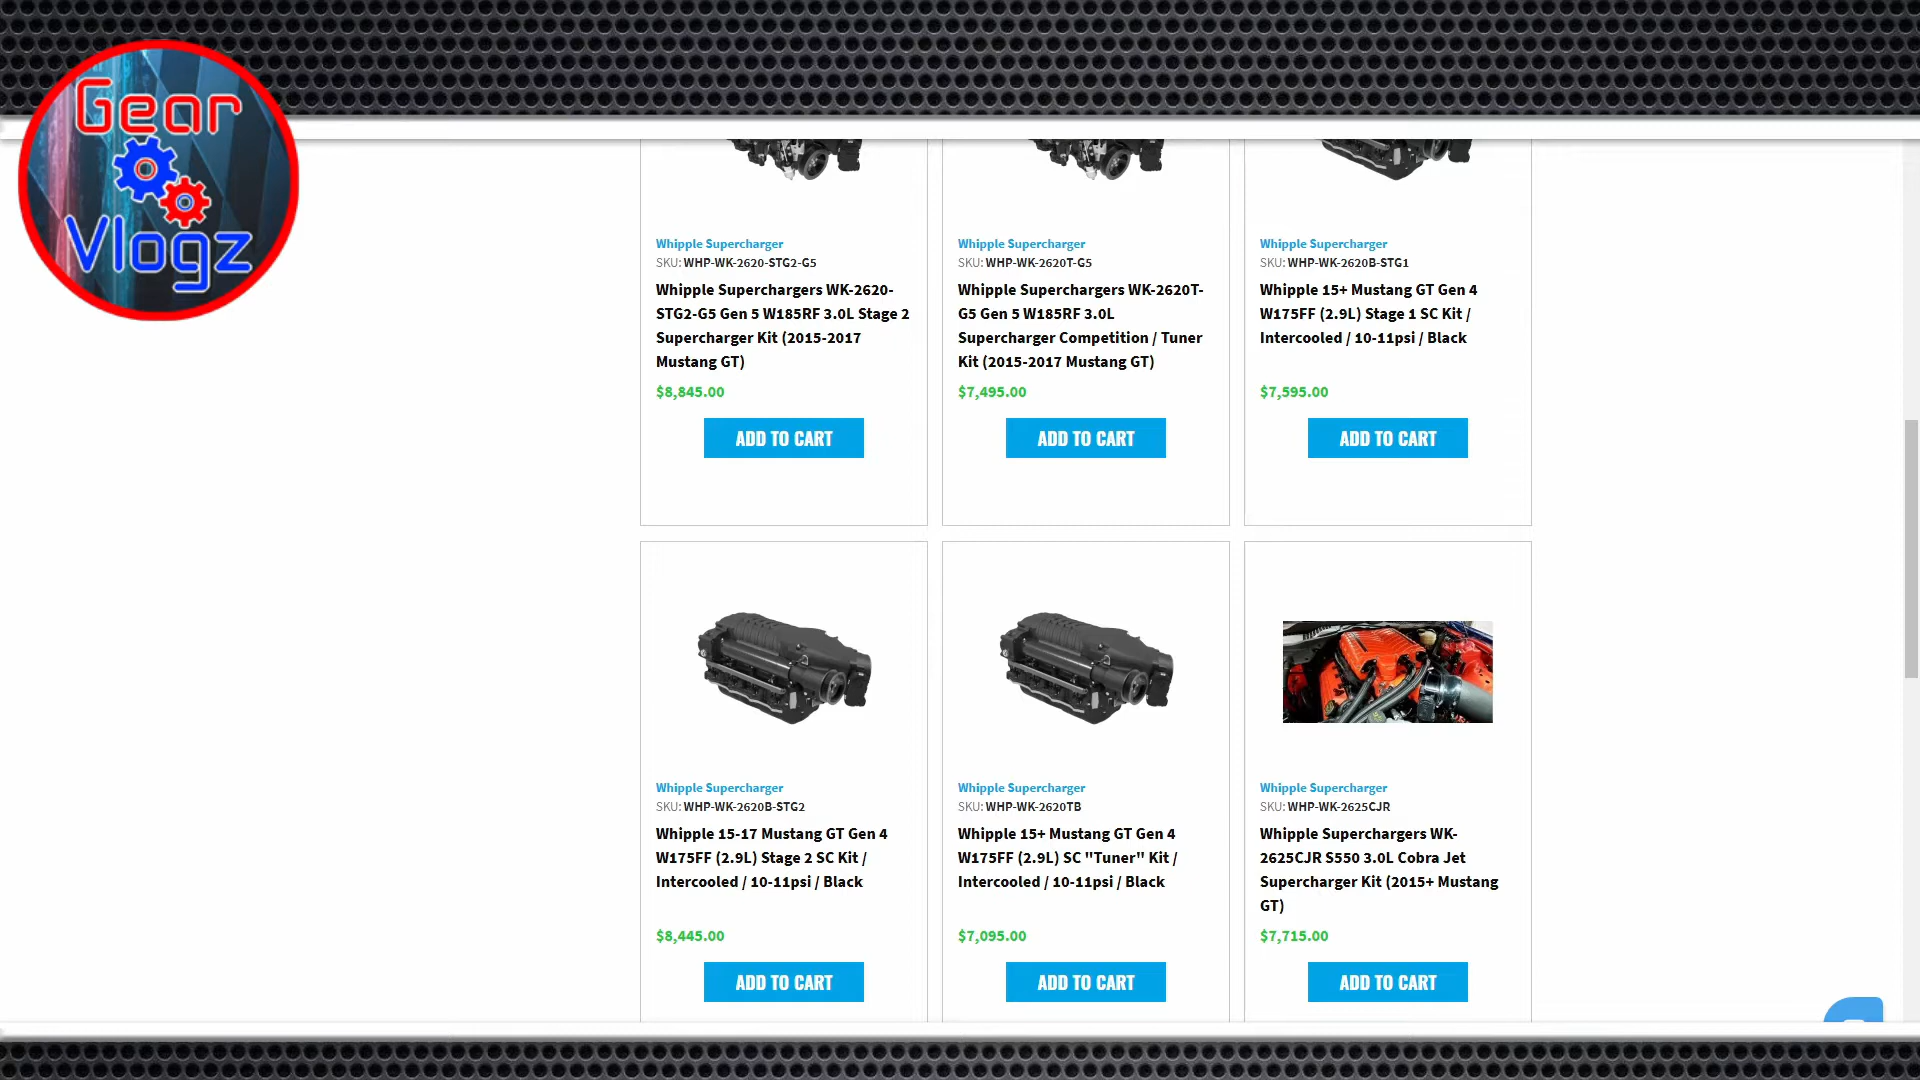 Gear
Vlogz
Whipple Supercharger
SKU: WHP-WK-2620-STG2-G5
Whipple Superchargers WK-2620-
STG2-G5 Gen 5 W185RF 3.0L Stage 2
Supercharger Kit (2015-2017
Mustang GT)
$8,845.00
ADD TO CART
Whipple Supercharger
SKU: WHP-WK-2620T-G5
Whipple Superchargers WK-2620T-
G5 Gen 5 W185RF 3.0L
Supercharger Competition / Tuner
Kit (2015-2017 Mustang GT)
$7,495.00
ADD TO CART
Whipple Supercharger
SKU: WHP-WK-2620B-STG1
Whipple 15+ Mustang GT Gen 4
W175FF (2.9L) Stage 1 SC Kit /
Intercooled / 10-11psi / Black
$7,595.00
ADD TO CART
Whipple Supercharger
SKU: WHP-WK-2620B-STG2
Whipple 15-17 Mustang GT Gen 4
W175FF (2.9L) Stage 2 SC Kit /
Intercooled / 10-11psi / Black
$8,445.00
ADD TO CART
Whipple Supercharger
SKU: WHP-WK-2620TB
Whipple 15+ Mustang GT Gen 4
W175FF (2.9L) SC "Tuner" Kit /
Intercooled / 10-11psi / Black
$7,095.00
ADD TO CART
Whipple Supercharger
SKU: WHP-WK-2625CJR
Whipple Superchargers WK-
2625CJR S550 3.0L Cobra Jet
Supercharger Kit (2015+ Mustang
GT)
$7,715.00
ADD TO CART